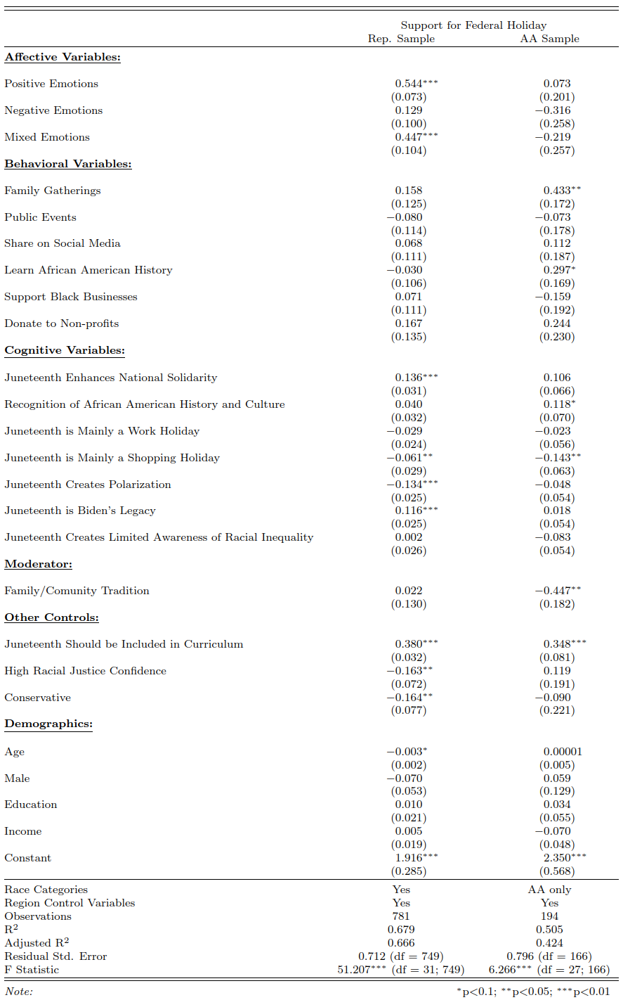 Support for Federal Holiday
Rep. Sample AA Sample
Affective Variables:
Positive Emotions 0.544*** 0.073
(0.073) (0.201)
Negative Emotions 0.129 −0.316
(0.100) (0.258)
Mixed Emotions 0.447*** −0.219
(0.104) (0.257)
Behavioral Variables:
Family Gatherings 0.158 0.433**
(0.125) (0.172)
Public Events −0.080 −0.073
(0.114) (0.178)
Share on Social Media 0.068 0.112
(0.111) (0.187)
Learn African American History −0.030 0.297*
(0.106) (0.169)
Support Black Businesses 0.071 −0.159
(0.111) (0.192)
Donate to Non-profits 0.167 0.244
(0.135) (0.230)
Cognitive Variables:
Juneteenth Enhances National Solidarity 0.136*** 0.106
(0.031) (0.066)
Recognition of African American History and Culture 0.040 0.118*
(0.032) (0.070)
Juneteenth is Mainly a Work Holiday −0.029 −0.023
(0.024) (0.056)
Juneteenth is Mainly a Shopping Holiday −0.061** −0.143**
(0.029) (0.063)
Juneteenth Creates Polarization −0.134*** −0.048
(0.025) (0.054)
Juneteenth is Biden's Legacy 0.116*** 0.018
(0.025) (0.054)
Juneteenth Creates Limited Awareness of Racial Inequality 0.002 −0.083
(0.026) (0.054)
Moderator:
Family/Comunity Tradition 0.022 −0.447**
(0.130) (0.182)
Other Controls:
Juneteenth Should be Included in Curriculum 0.380*** 0.348***
(0.032) (0.081)
High Racial Justice Confidence −0.163** 0.119
(0.072) (0.191)
Conservative −0.164** −0.090
(0.077) (0.221)
Demographics:
Age −0.003* 0.00001
(0.002) (0.005)
Male −0.070 0.059
(0.053) (0.129)
Education 0.010 0.034
(0.021) (0.055)
Income 0.005 −0.070
(0.019) (0.048)
Constant 1.916*** 2.350***
(0.285) (0.568)
Race Categories Yes AA only
Region Control Variables Yes Yes
Observations 781 194
R² 0.679 0.505
Adjusted R² 0.666 0.424
Residual Std. Error 0.712 (df = 749) 0.796 (df = 166)
F Statistic 51.207*** (df = 31; 749) 6.266*** (df = 27; 166)
Note: *p<0.1; **p<0.05; ***p<0.01